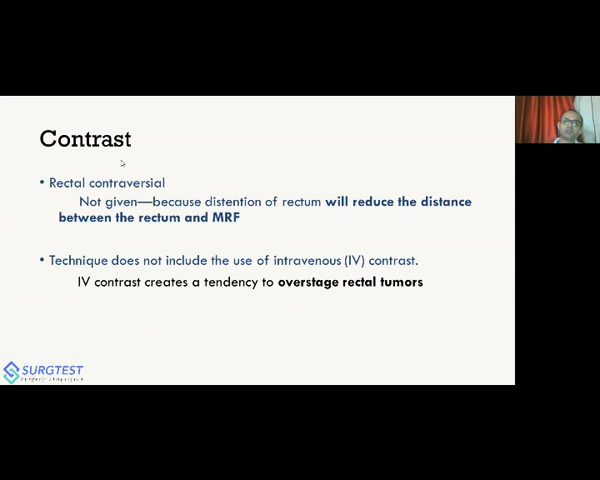 Contrast
• Rectal contraversial
Not given—because distention of rectum will reduce the distance
between the rectum and MRF
• Technique does not include the use of intravenous (IV) contrast.
IV contrast creates a tendency to overstage rectal tumors
SURGTEST